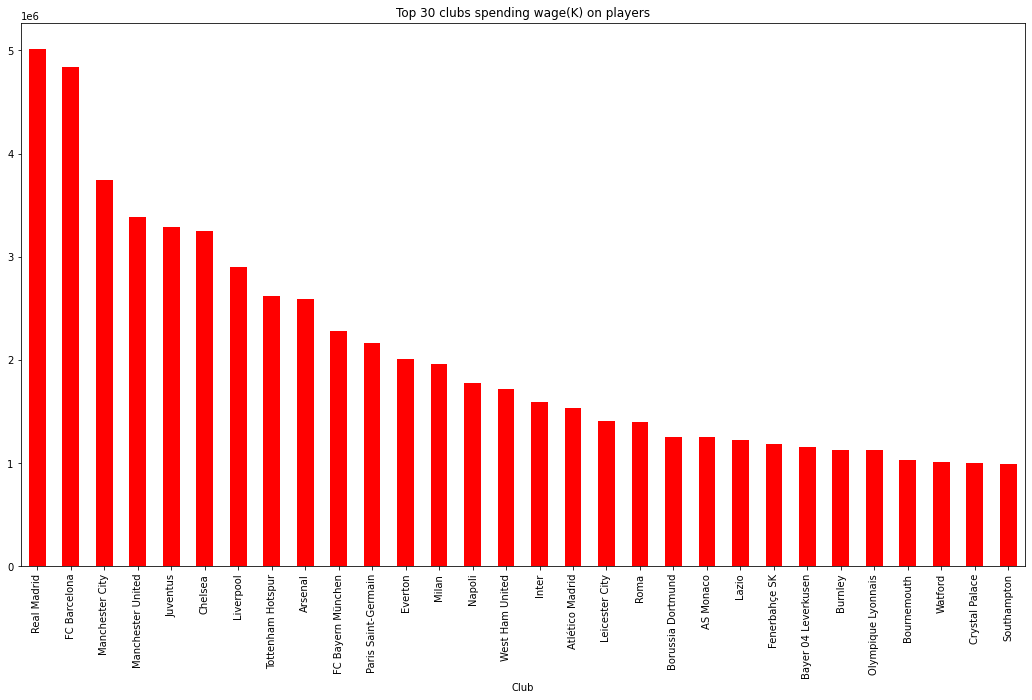 Top 30 clubs spending wage(K) on players
1e6
5
4
3
2
1
0
Real Madrid
FC Barcelona
Manchester City
Manchester United
Juventus
Chelsea
Liverpool
Tottenham Hotspur
Arsenal
FC Bayern München
Paris Saint-Germain
Everton
Milan
Napoli
West Ham United
Inter
Atlético Madrid
Leicester City
Roma
Borussia Dortmund
AS Monaco
Lazio
Fenerbahçe SK
Bayer 04 Leverkusen
Burnley
Olympique Lyonnais
Bournemouth
Watford
Crystal Palace
Southampton
Club